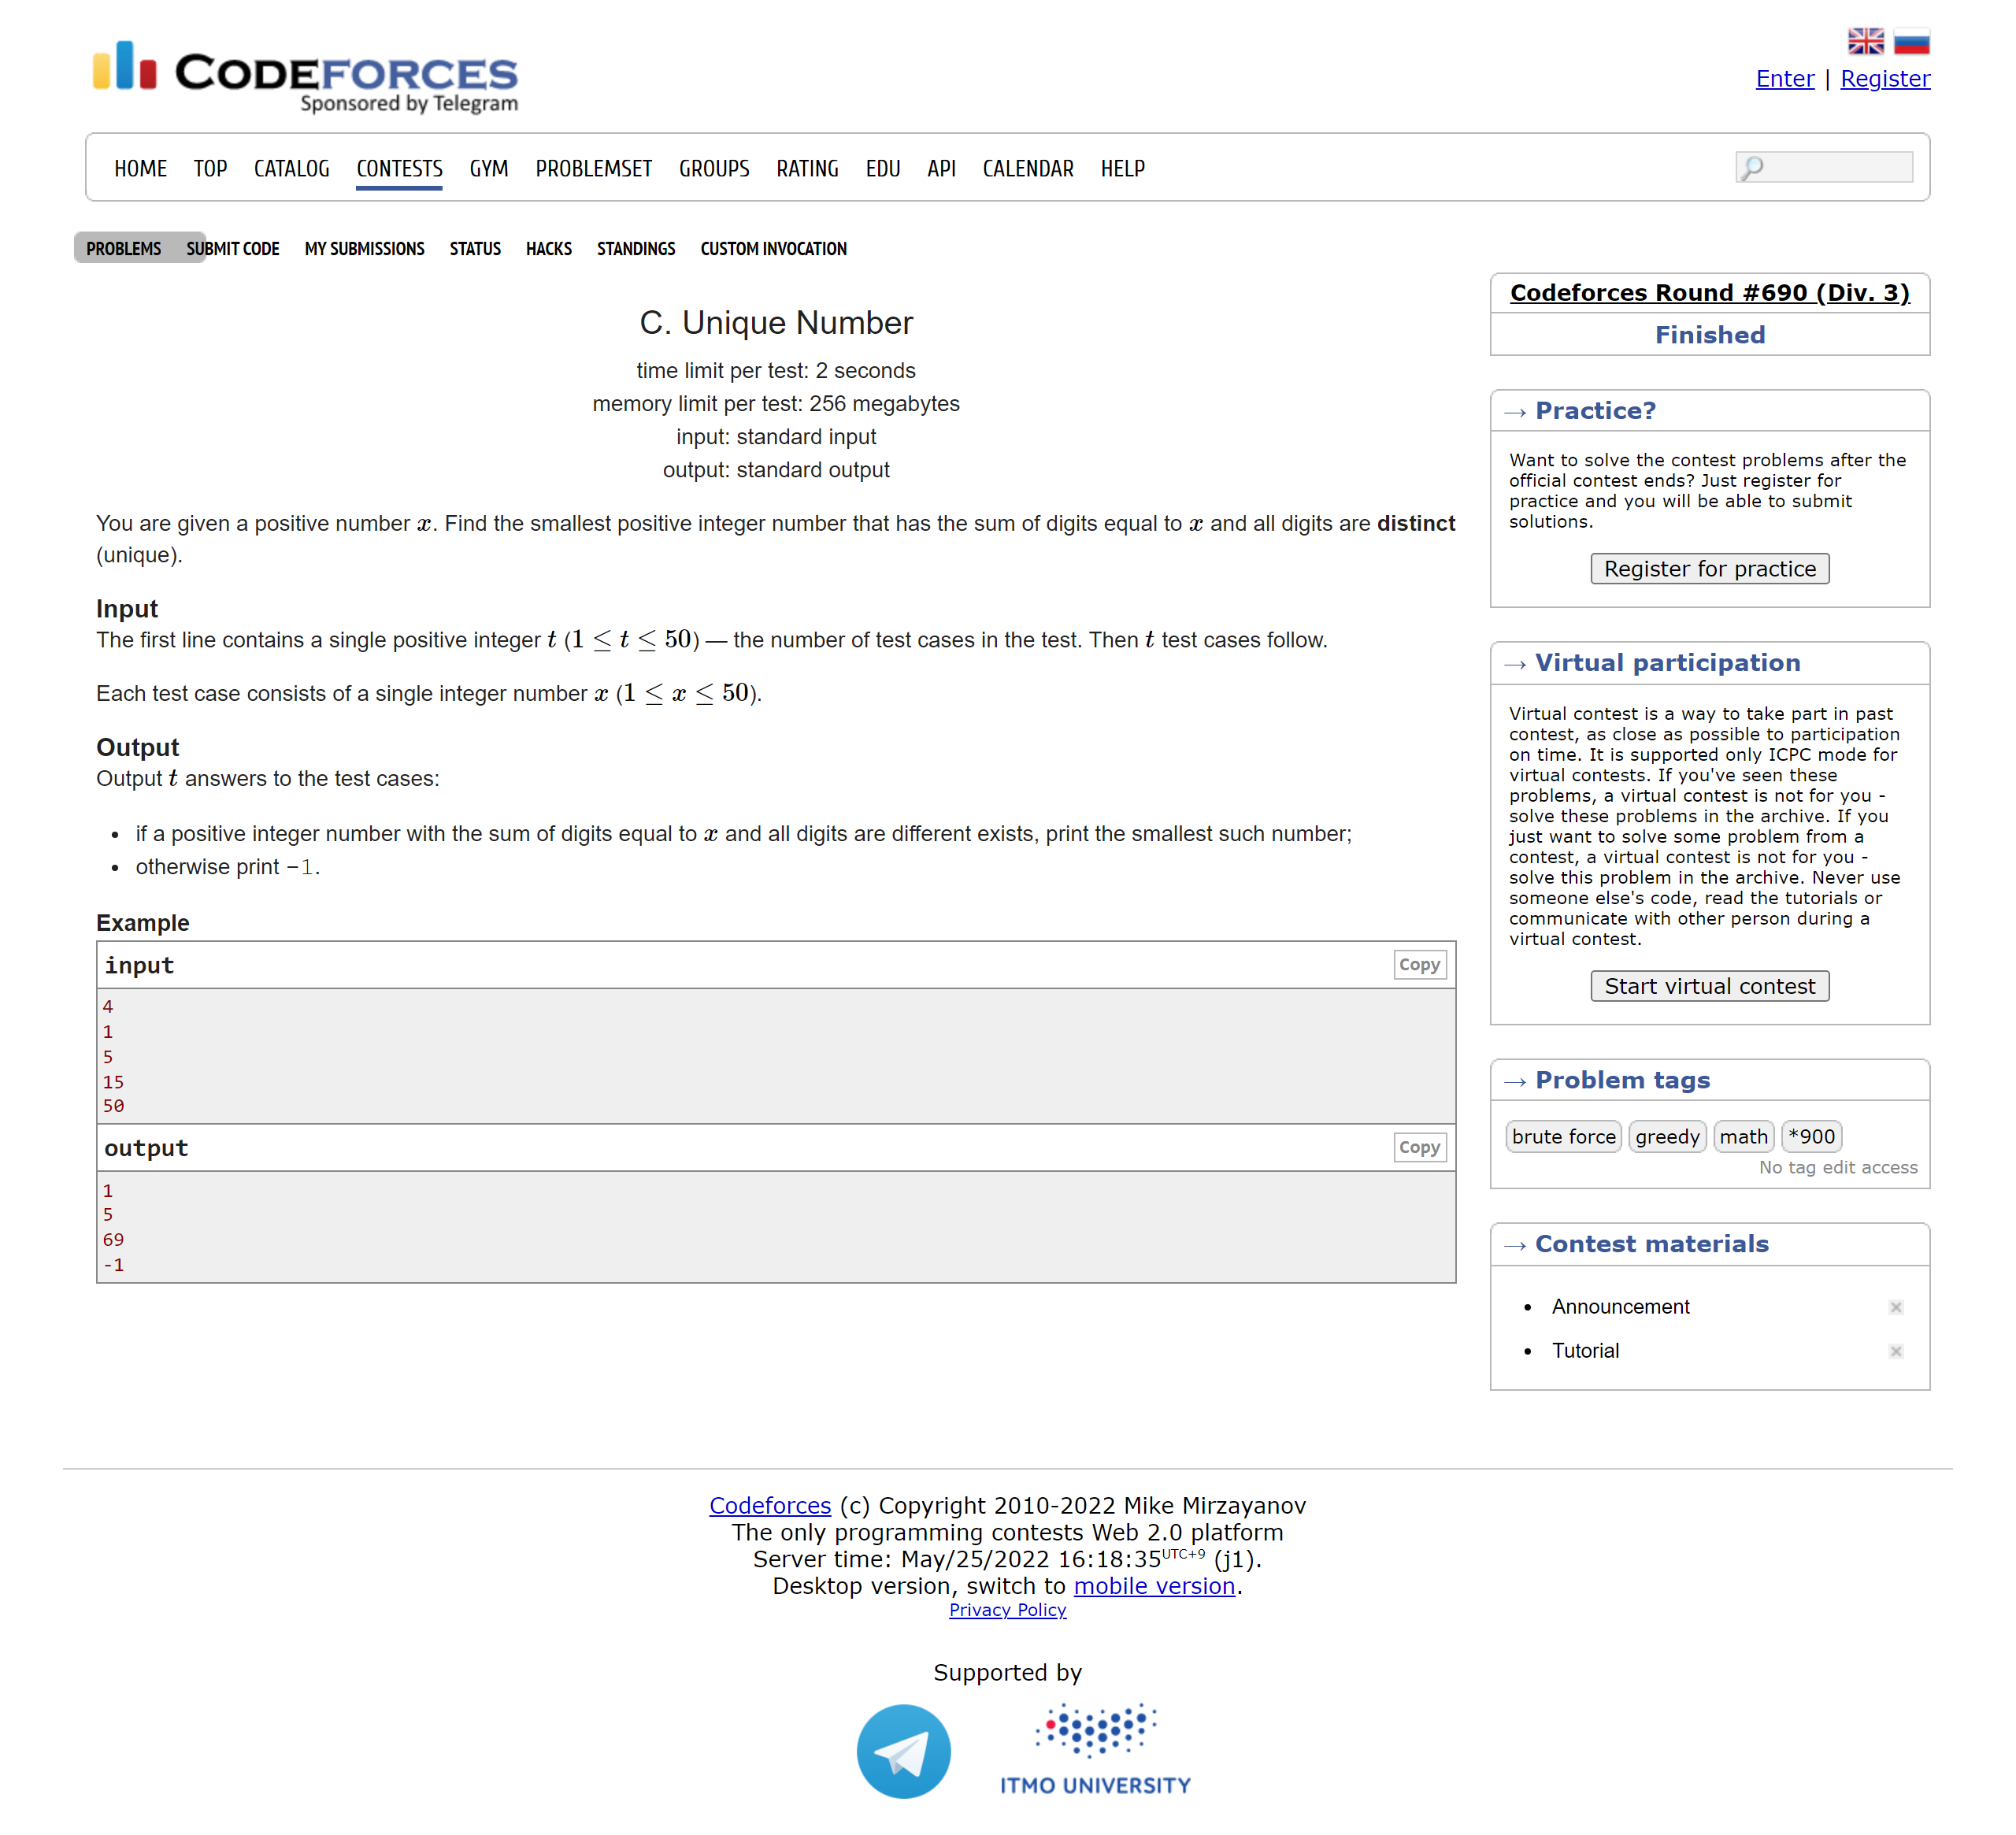 CODEFORCES
Sponsored by Telegram
Enter | Register
HOME TOP CATALOG CONTESTS GYM PROBLEMSET GROUPS RATING EDU API CALENDAR HELP
PROBLEMS SUBMIT CODE MY SUBMISSIONS STATUS HACKS STANDINGS CUSTOM INVOCATION
C. Unique Number
time limit per test: 2 seconds
memory limit per test: 256 megabytes
input: standard input
output: standard output
You are given a positive number x. Find the smallest positive integer number that has the sum of digits equal to x and all digits are distinct
(unique).
Input
The first line contains a single positive integer t (1 ≤ t ≤ 50) — the number of test cases in the test. Then t test cases follow.
Each test case consists of a single integer number x (1 ≤ x ≤ 50).
Output
Output t answers to the test cases:
• if a positive integer number with the sum of digits equal to x and all digits are different exists, print the smallest such number;
• otherwise print -1.
Example
input
Copy
4
1
5
15
50
output
Copy
1
5
69
-1
Codeforces Round #690 (Div. 3)
Finished
→ Practice?
Want to solve the contest problems after the
official contest ends? Just register for
practice and you will be able to submit
solutions.
Register for practice
→ Virtual participation
Virtual contest is a way to take part in past
contest, as close as possible to participation
on time. It is supported only ICPC mode for
virtual contests. If you've seen these
problems, a virtual contest is not for you -
solve these problems in the archive. If you
just want to solve some problem from a
contest, a virtual contest is not for you -
solve this problem in the archive. Never use
someone else's code, read the tutorials or
communicate with other person during a
virtual contest.
Start virtual contest
→ Problem tags
brute force greedy math *900
No tag edit access
→ Contest materials
• Announcement
• Tutorial
Codeforces (c) Copyright 2010-2022 Mike Mirzayanov
The only programming contests Web 2.0 platform
Server time: May/25/2022 16:18:35 UTC+9 (j1).
Desktop version, switch to mobile version.
Privacy Policy
Supported by
ITMO UNIVERSITY